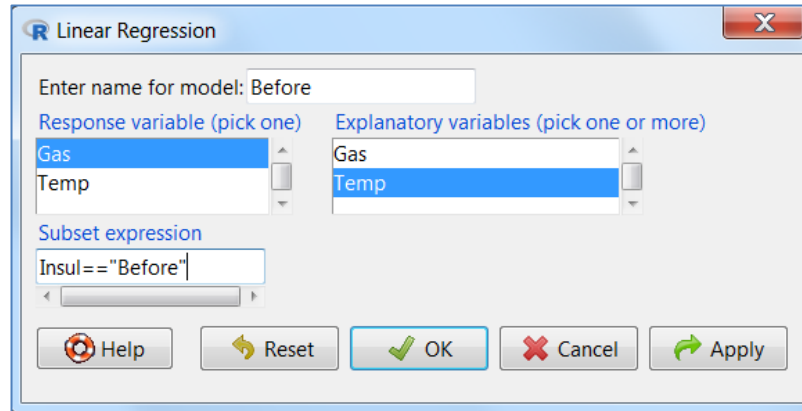 R Linear Regression
X
Enter name for model: Before
Response variable (pick one) Explanatory variables (pick one or more)
Gas Gas
Temp Temp
Subset expression
Insul=="Before"
Help Reset OK Cancel Apply